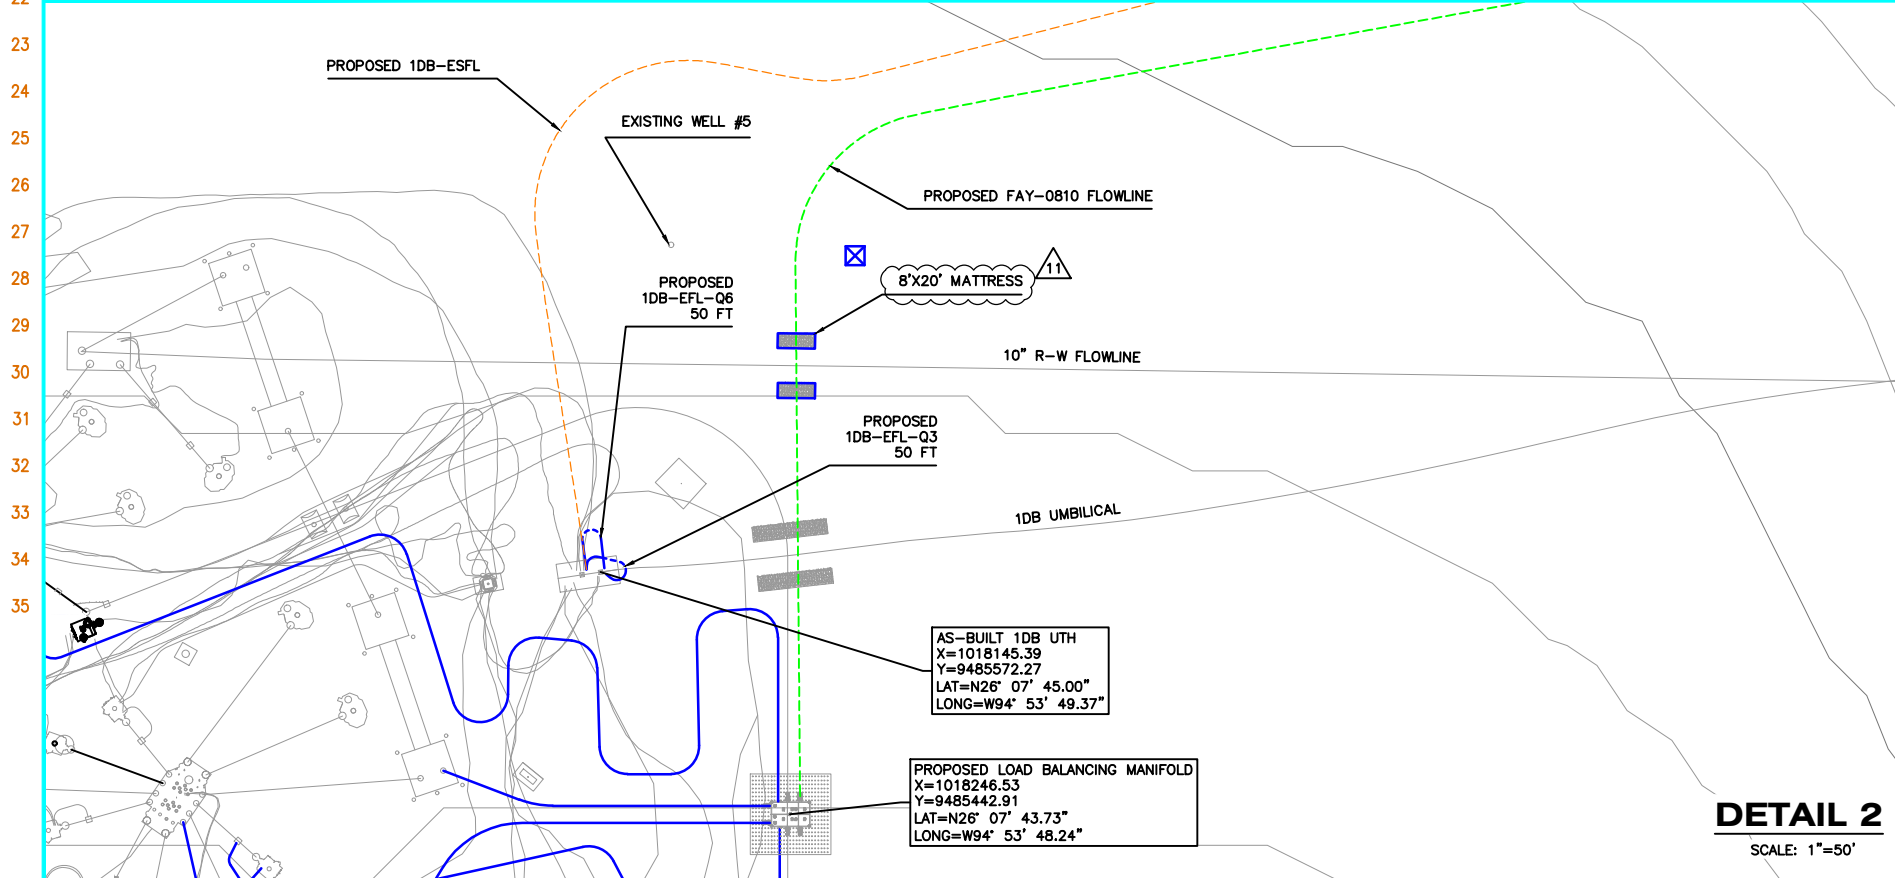 22
23
24
25
26
27
28
29
30
31
32
33
34
35
PROPOSED 1DB-ESFL
EXISTING WELL #5
PROPOSED FAY-0810 FLOWLINE
11
8'X20' MATTRESS
PROPOSED
1DB-EFL-Q6
50 FT
10" R-W FLOWLINE
PROPOSED
1DB-EFL-Q3
50 FT
1DB UMBILICAL
AS-BUILT 1DB UTH
X=1018145.39
Y=9485572.27
LAT=N26° 07' 45.00"
LONG=W94° 53' 49.37"
PROPOSED LOAD BALANCING MANIFOLD
X=1018246.53
Y=9485442.91
LAT=N26° 07' 43.73"
LONG=W94° 53' 48.24"
DETAIL 2
SCALE: 1"=50'